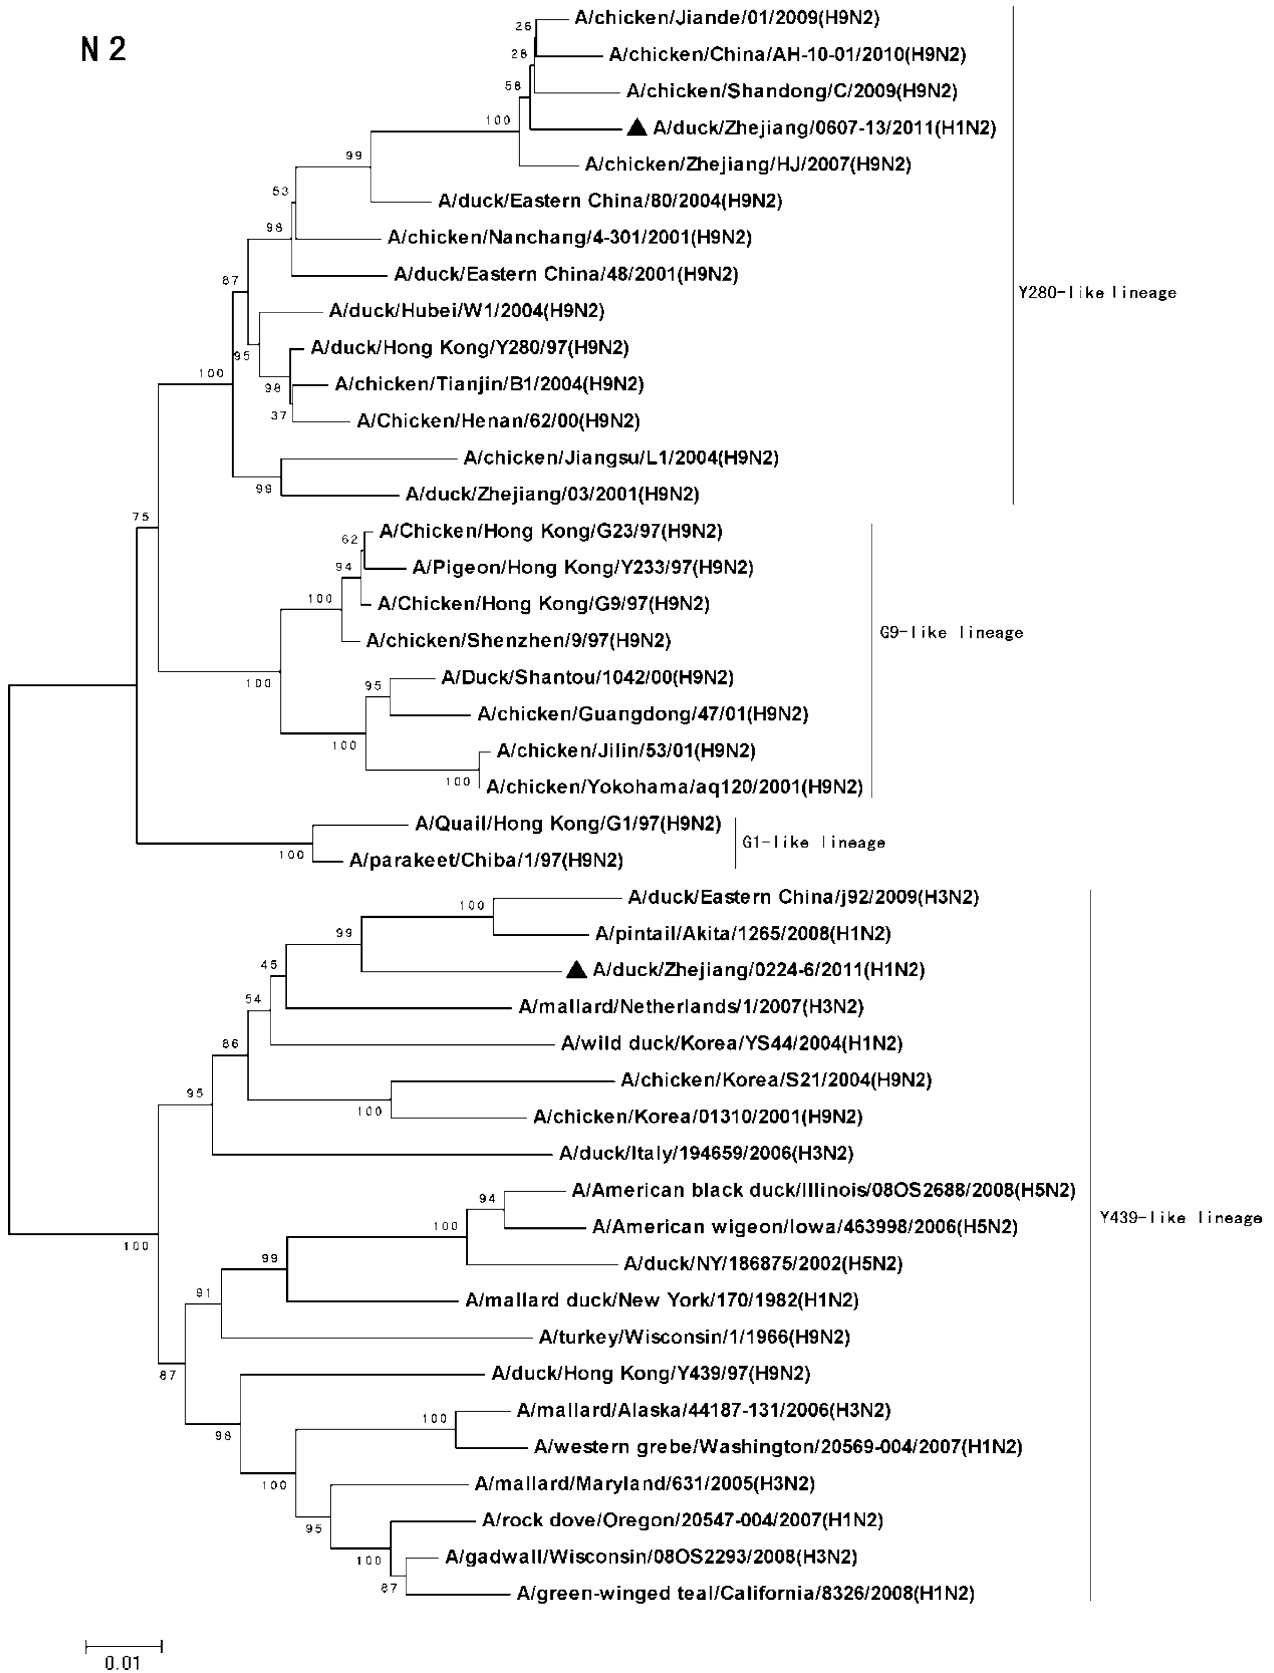 N 2
26
A/chicken/Jiande/01/2009(H9N2)
28
A/chicken/China/AH-10-01/2010(H9N2)
58
A/chicken/Shandong/C/2009(H9N2)
100
▲ A/duck/Zhejiang/0607-13/2011(H1N2)
99
A/chicken/Zhejiang/HJ/2007(H9N2)
53
A/duck/Eastern China/80/2004(H9N2)
98
A/chicken/Nanchang/4-301/2001(H9N2)
A/duck/Eastern China/48/2001(H9N2)
87
Y280-like lineage
A/duck/Hubei/W1/2004(H9N2)
95
A/duck/Hong Kong/Y280/97(H9N2)
100
98
A/chicken/Tianjin/B1/2004(H9N2)
37
A/Chicken/Henan/62/00(H9N2)
A/chicken/Jiangsu/L1/2004(H9N2)
99
A/duck/Zhejiang/03/2001(H9N2)
75
A/Chicken/Hong Kong/G23/97(H9N2)
62
A/Pigeon/Hong Kong/Y233/97(H9N2)
94
100
A/Chicken/Hong Kong/G9/97(H9N2)
G9-like lineage
A/chicken/Shenzhen/9/97(H9N2)
100
A/Duck/Shantou/1042/00(H9N2)
95
A/chicken/Guangdong/47/01(H9N2)
100
A/chicken/Jilin/53/01(H9N2)
100
A/chicken/Yokohama/aq120/2001(H9N2)
A/Quail/Hong Kong/G1/97(H9N2)
G1-like lineage
100
A/parakeet/Chiba/1/97(H9N2)
A/duck/Eastern China/j92/2009(H3N2)
100
A/pintail/Akita/1265/2008(H1N2)
99
▲ A/duck/Zhejiang/0224-6/2011(H1N2)
45
A/mallard/Netherlands/1/2007(H3N2)
54
A/wild duck/Korea/YS44/2004(H1N2)
86
A/chicken/Korea/S21/2004(H9N2)
95
100
A/chicken/Korea/01310/2001(H9N2)
A/duck/Italy/194659/2006(H3N2)
A/American black duck/Illinois/08OS2688/2008(H5N2)
94
Y439-like lineage
A/American wigeon/Iowa/463998/2006(H5N2)
100
100
A/duck/NY/186875/2002(H5N2)
99
A/mallard duck/New York/170/1982(H1N2)
91
A/turkey/Wisconsin/1/1966(H9N2)
87
A/duck/Hong Kong/Y439/97(H9N2)
A/mallard/Alaska/44187-131/2006(H3N2)
100
98
A/western grebe/Washington/20569-004/2007(H1N2)
100
A/mallard/Maryland/631/2005(H3N2)
95
A/rock dove/Oregon/20547-004/2007(H1N2)
100
A/gadwall/Wisconsin/08OS2293/2008(H3N2)
87
A/green-winged teal/California/8326/2008(H1N2)
0.01